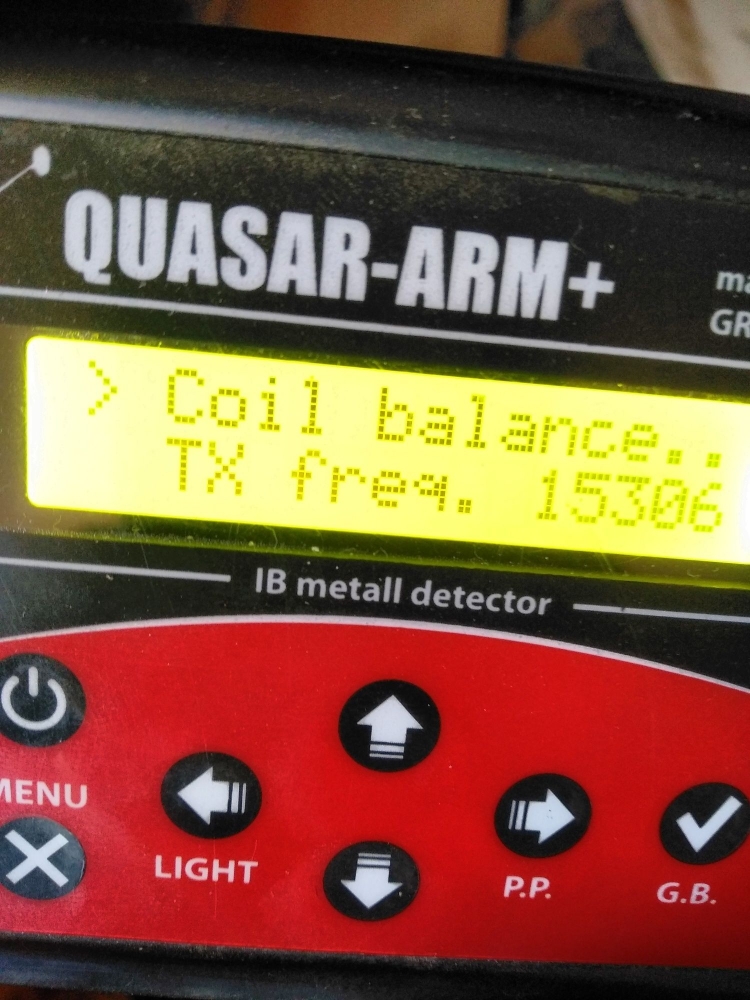 QUASAR-ARM+
> Coil balance..
TX freq. 15306
IB metall detector
MENU
LIGHT
P.P.
G.B.